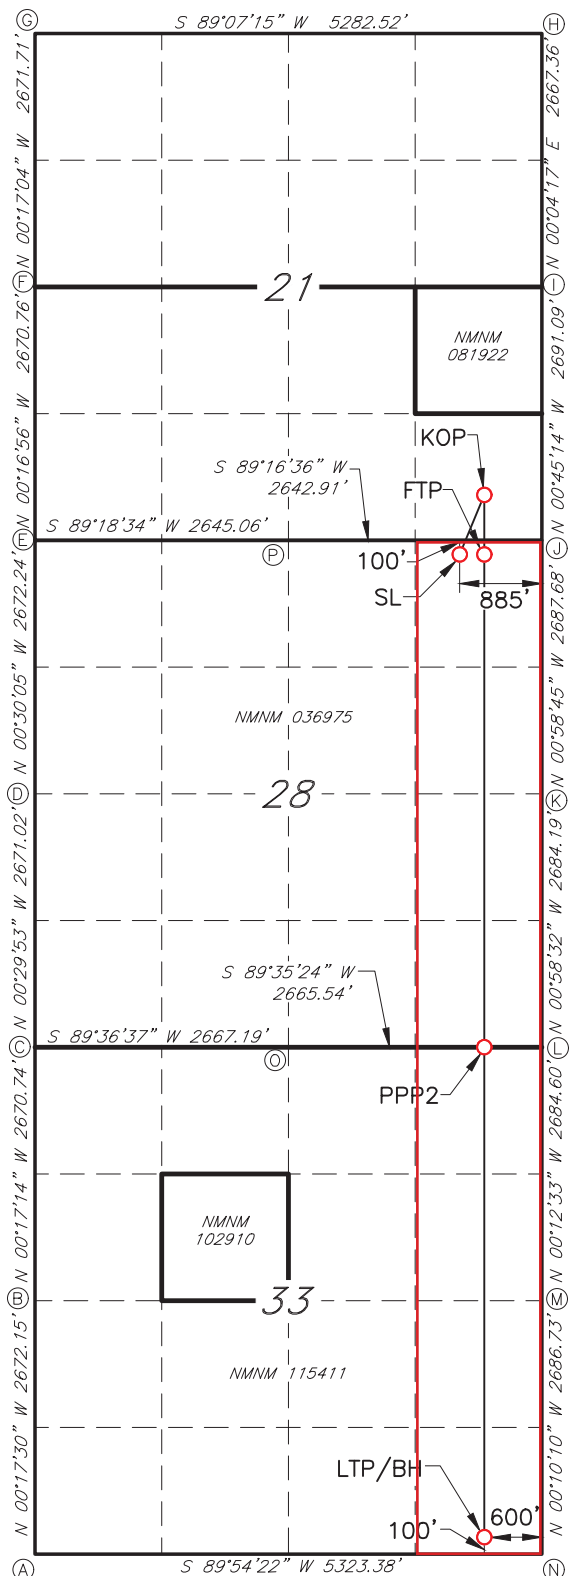 G
S 89°07'15" W 5282.52'
H
N 00°17'04" W 2671.71'
N 00°04'17" E 2667.36'
F
21
I
NMNM
081922
N 00°16'56" W 2670.76'
N 00°45'14" W 2691.09'
KOP
S 89°16'36" W
2642.91'
FTP
S 89°18'34" W 2645.06'
E
P
J
100'
SL
885'
N 00°30'05" W 2672.24'
N 00°58'45" W 2687.68'
NMNM 036975
D
28
K
N 00°29'53" W 2671.02'
N 00°58'32" W 2684.19'
S 89°35'24" W
2665.54'
S 89°36'37" W 2667.19'
C
O
L
PPP2
N 00°17'14" W 2670.74'
N 00°12'33" W 2684.60'
NMNM
102910
B
33
M
NMNM 115411
N 00°17'30" W 2672.15'
N 00°10'10" W 2686.73'
LTP/BH
600'
100'
A
S 89°54'22" W 5323.38'
N